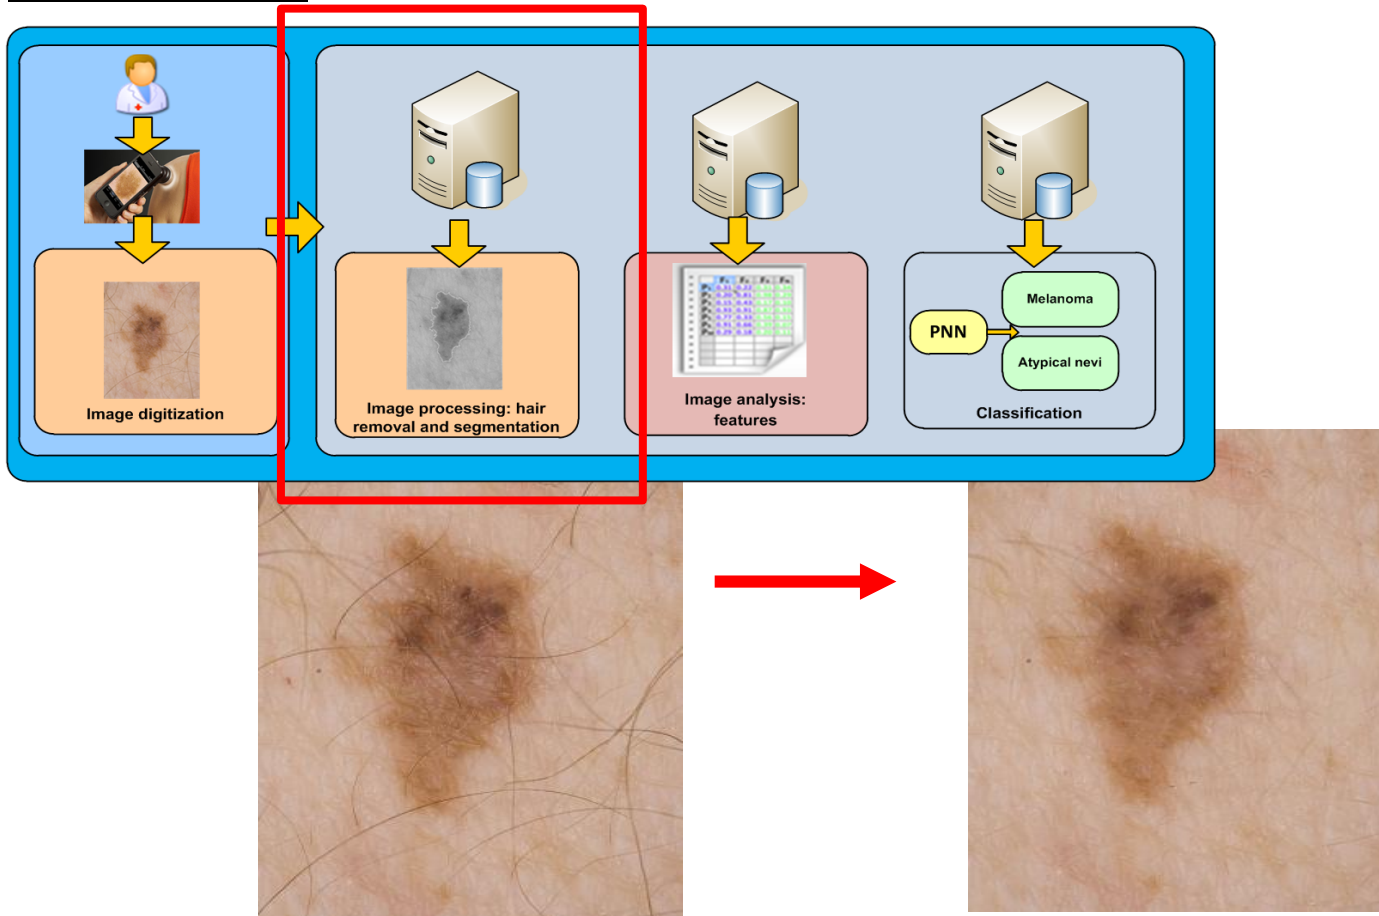 Image digitization
Image processing: hair
removal and segmentation
Image analysis:
features
PNN
Melanoma
Atypical nevi
Classification